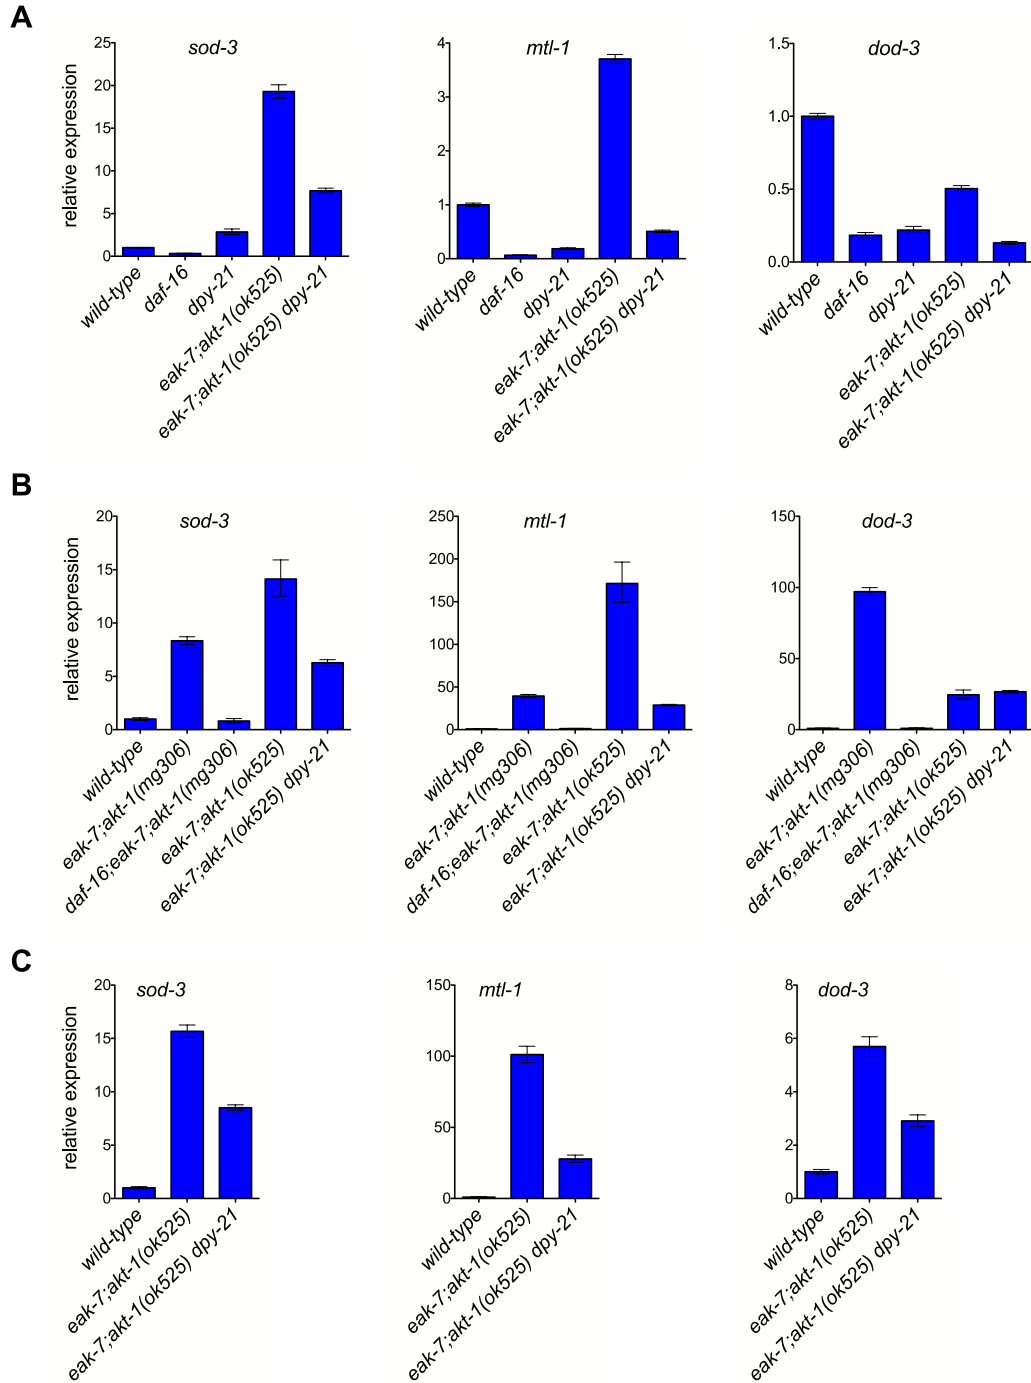 A
sod-3
mtl-1
dod-3
relative expression
25
20
15
10
5
0
wild-type
daf-16
dpy-21
eak-7;akt-1(ok525)
eak-7;akt-1(ok525) dpy-21
4
3
2
1
0
wild-type
daf-16
dpy-21
eak-7;akt-1(ok525)
eak-7;akt-1(ok525) dpy-21
1.5
1.0
0.5
0.0
wild-type
daf-16
dpy-21
eak-7;akt-1(ok525)
eak-7;akt-1(ok525) dpy-21
B
sod-3
mtl-1
dod-3
relative expression
20
15
10
5
0
wild-type
eak-7;akt-1(mg306)
daf-16;eak-7;akt-1(mg306)
eak-7;akt-1(ok525)
eak-7;akt-1(ok525) dpy-21
250
200
150
100
50
0
wild-type
eak-7;akt-1(mg306)
daf-16;eak-7;akt-1(mg306)
eak-7;akt-1(ok525)
eak-7;akt-1(ok525) dpy-21
150
100
50
0
wild-type
eak-7;akt-1(mg306)
daf-16;eak-7;akt-1(mg306)
eak-7;akt-1(ok525)
eak-7;akt-1(ok525) dpy-21
C
sod-3
mtl-1
dod-3
relative expression
20
15
10
5
0
wild-type
eak-7;akt-1(ok525)
eak-7;akt-1(ok525) dpy-21
150
100
50
0
wild-type
eak-7;akt-1(ok525)
eak-7;akt-1(ok525) dpy-21
8
6
4
2
0
wild-type
eak-7;akt-1(ok525)
eak-7;akt-1(ok525) dpy-21